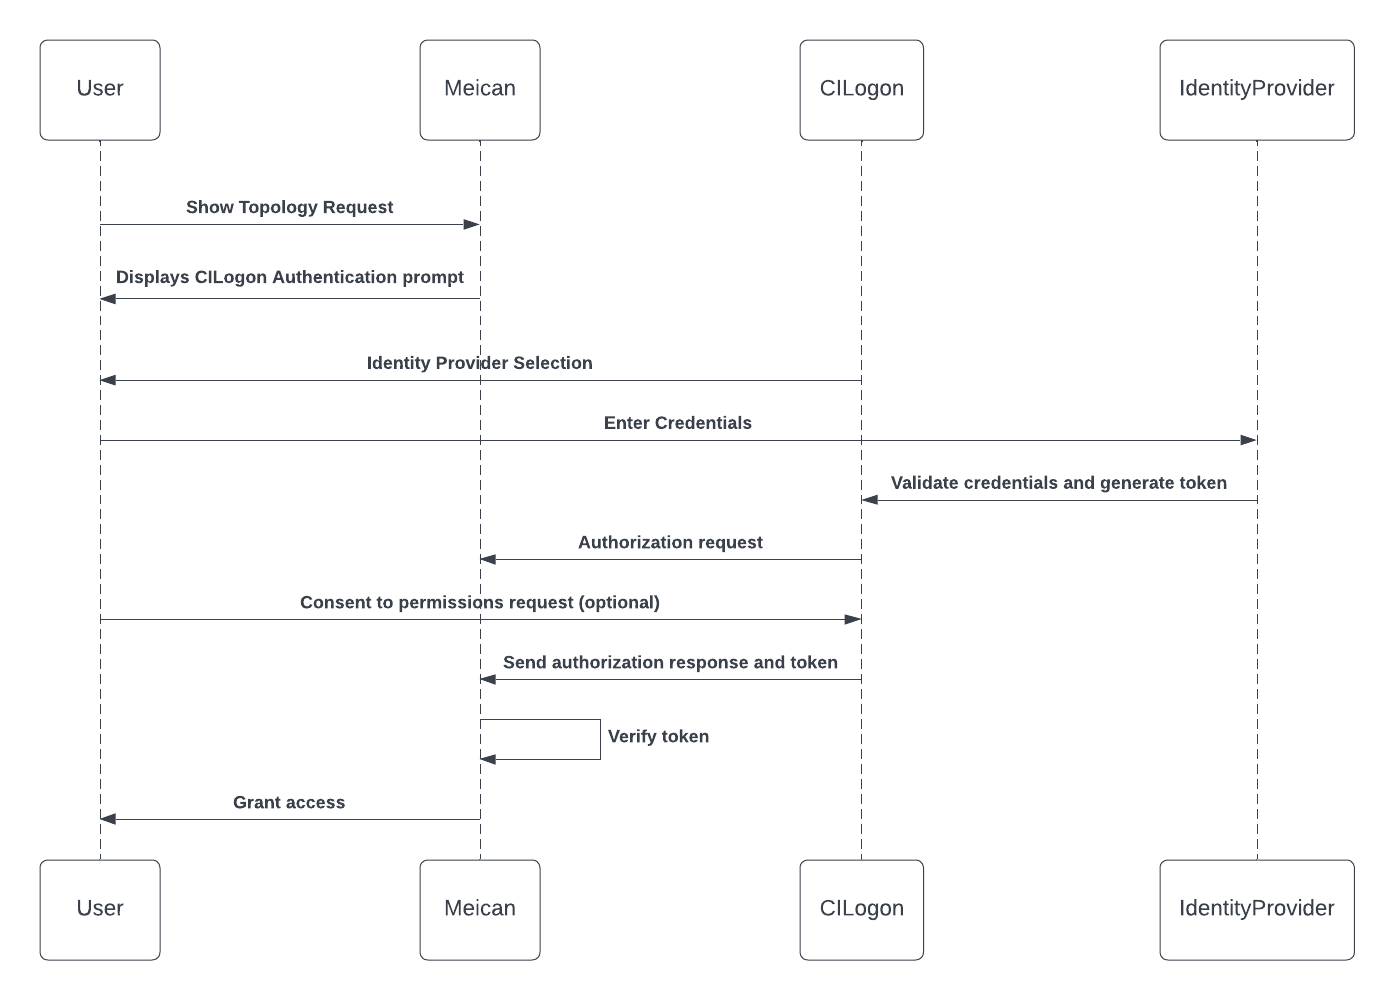 User
Meican
CILogon
IdentityProvider
Show Topology Request
Displays CILogon Authentication prompt
Identity Provider Selection
Enter Credentials
Validate credentials and generate token
Authorization request
Consent to permissions request (optional)
Send authorization response and token
Verify token
Grant access
User
Meican
CILogon
IdentityProvider